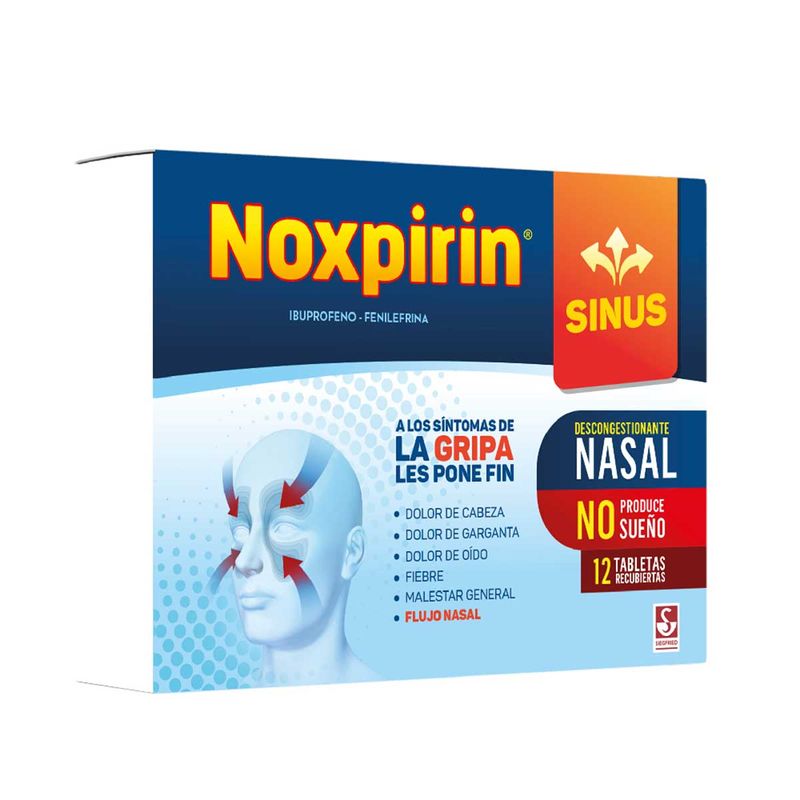 Noxpirin®
IBUPROFENO - FENILEFRINA
SINUS
A LOS SÍNTOMAS DE
LA GRIPA
LES PONE FIN
• DOLOR DE CABEZA
• DOLOR DE GARGANTA
• DOLOR DE OÍDO
• FIEBRE
• MALESTAR GENERAL
• FLUJO NASAL
DESCONGESTIONANTE
NASAL
NO PRODUCE SUEÑO
12 TABLETAS RECUBIERTAS
SIEGFRIED